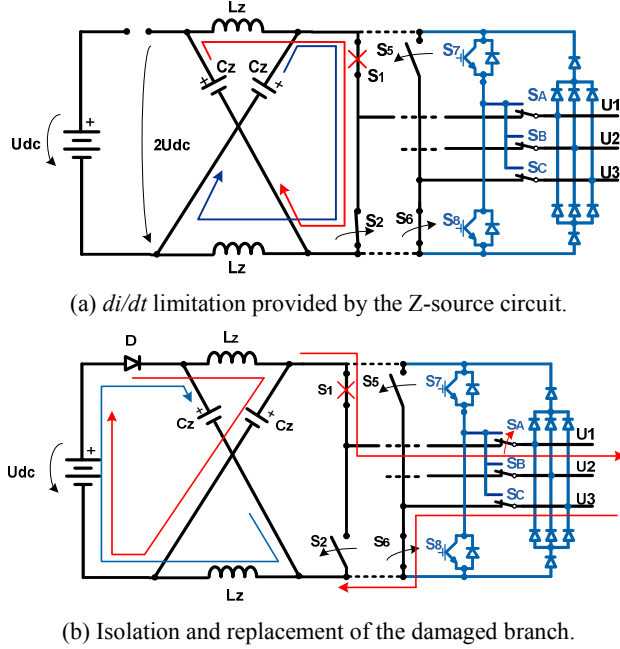 Lz
Cz Cz
S1
S5
S7
SA
U1
Udc
+
+ +
2Udc
SB
U2
SC
U3
S2
S6
S8
Lz
(a) di/dt limitation provided by the Z-source circuit.
D
Lz
S1
S5
S7
SA
U1
+
+
+
Cz
Cz
Udc
SB
U2
SC
U3
S2
S6
S8
Lz
(b) Isolation and replacement of the damaged branch.